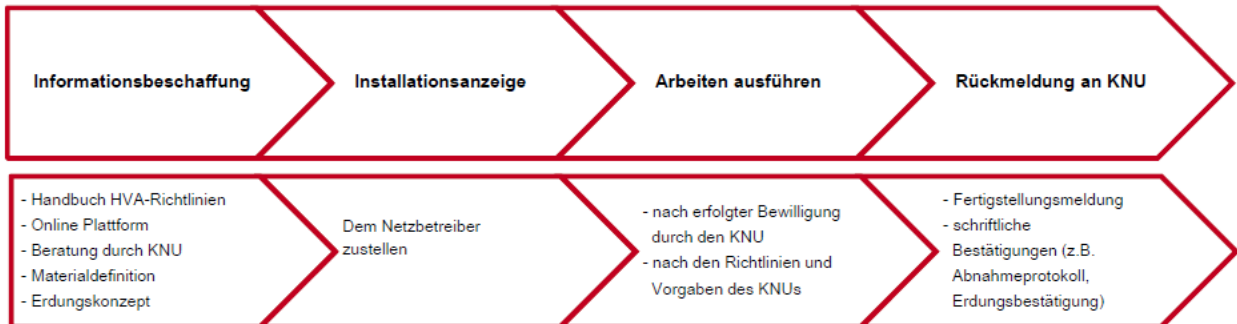 Informationsbeschaffung
Installationsanzeige
Arbeiten ausführen
Rückmeldung an KNU
- Handbuch HVA-Richtlinien
- Online Plattform
- Beratung durch KNU
- Materialdefinition
- Erdungskonzept
Dem Netzbetreiber
zustellen
- nach erfolgter Bewilligung
durch den KNU
- nach den Richtlinien und
Vorgaben des KNUs
- Fertigstellungsmeldung
- schriftliche
Bestätigungen (z.B.
Abnahmeprotokoll,
Erdungsbestätigung)